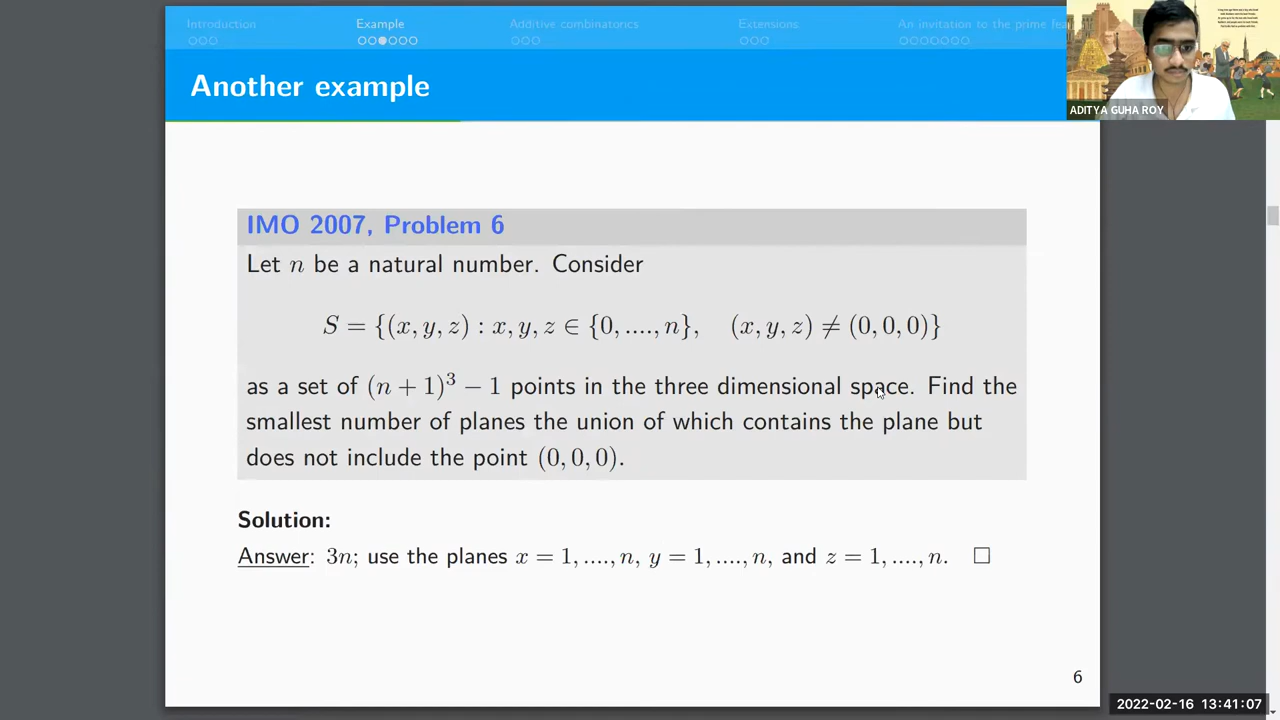 Introduction Example Additive combinatorics Extensions An invitation to the prime fea
Another example
ADITYA GUHA ROY
IMO 2007, Problem 6
Let n be a natural number. Consider
S = {(x, y, z) : x, y, z ∈ {0, ...., n}, (x, y, z) ≠ (0, 0, 0)}
as a set of (n + 1)³ − 1 points in the three dimensional space. Find the
smallest number of planes the union of which contains the plane but
does not include the point (0, 0, 0).
Solution:
Answer: 3n; use the planes x = 1, ...., n, y = 1, ...., n, and z = 1, ...., n. □
6
2022-02-16 13:41:07